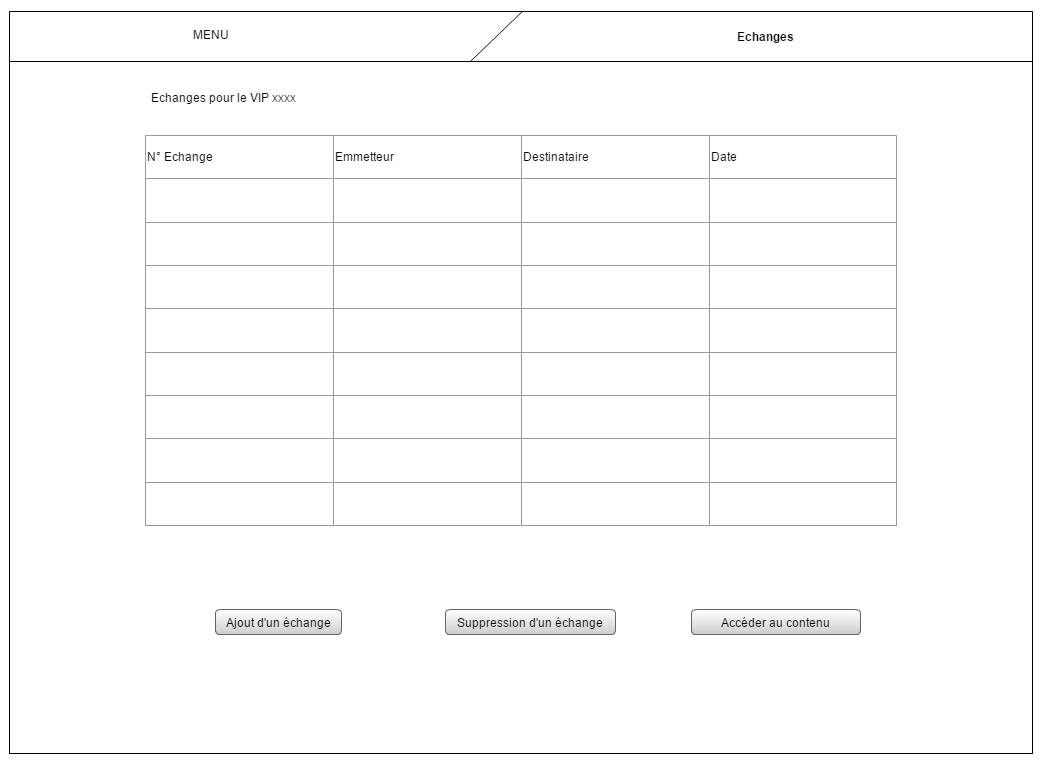 MENU
Echanges
Echanges pour le VIP xxxx
N° Echange Emmetteur Destinataire Date
Ajout d'un échange Suppression d'un échange Accéder au contenu